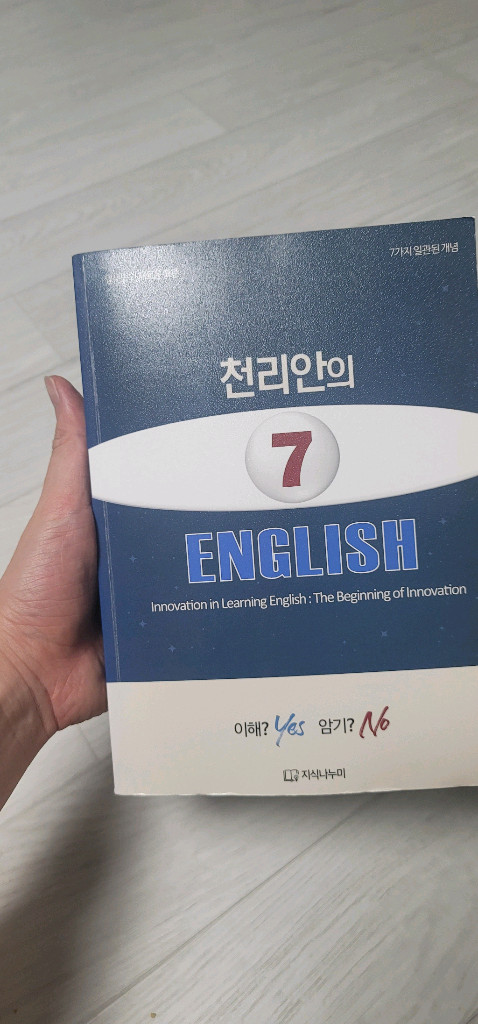 7가지 일관된 개념
천리안의
7
ENGLISH
Innovation in Learning English : The Beginning of Innovation
이해? Yes 암기? No
지식나누미